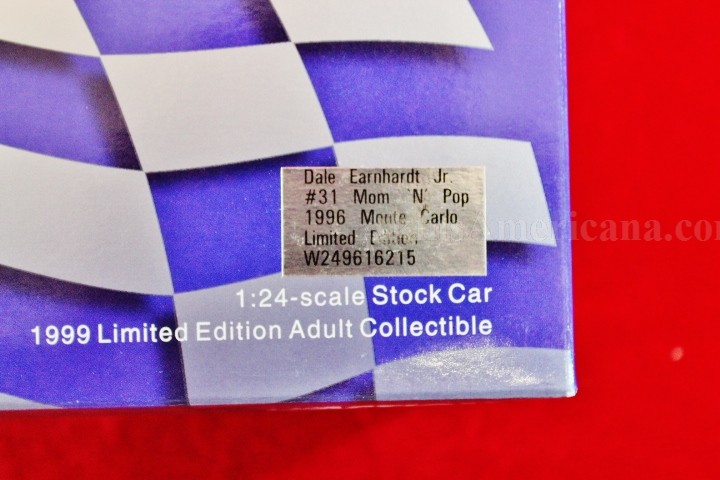 Dale Earnhardt Jr.
#31 Mom 'N' Pop
1996 Monte Carlo
Limited Edition
W249616215
1:24-scale Stock Car
1999 Limited Edition Adult Collectible